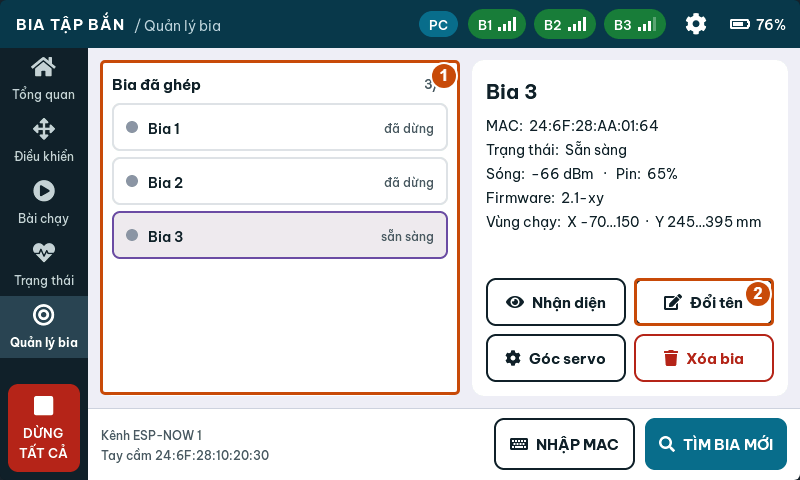 BIA TẬP BẮN / Quản lý bia
PC B1 B2 B3 76%
Tổng quan
Điều khiển
Bài chạy
Trạng thái
Quản lý bia
DỪNG
TẤT CẢ
Bia đã ghép 3/ 1
Bia 1 đã dừng
Bia 2 đã dừng
Bia 3 sẵn sàng
Bia 3
MAC: 24:6F:28:AA:01:64
Trạng thái: Sẵn sàng
Sóng: -66 dBm · Pin: 65%
Firmware: 2.1-xy
Vùng chạy: X -70…150 · Y 245…395 mm
Nhận diện
Đổi tên 2
Góc servo
Xóa bia
Kênh ESP-NOW 1
Tay cầm 24:6F:28:10:20:30
NHẬP MAC
TÌM BIA MỚI